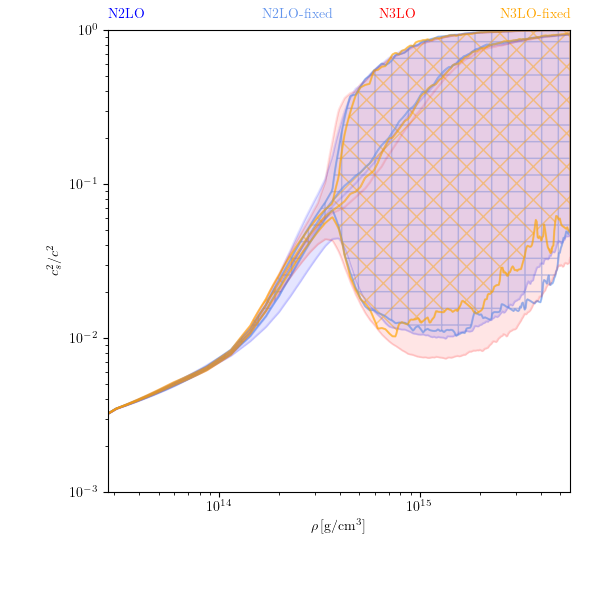 N2LO N2LO-fixed N3LO N3LO-fixed
10^0
10^{-1}
10^{-2}
10^{-3}
c_s^2/c^2
10^{14} 10^{15}
ρ [g/cm^3]